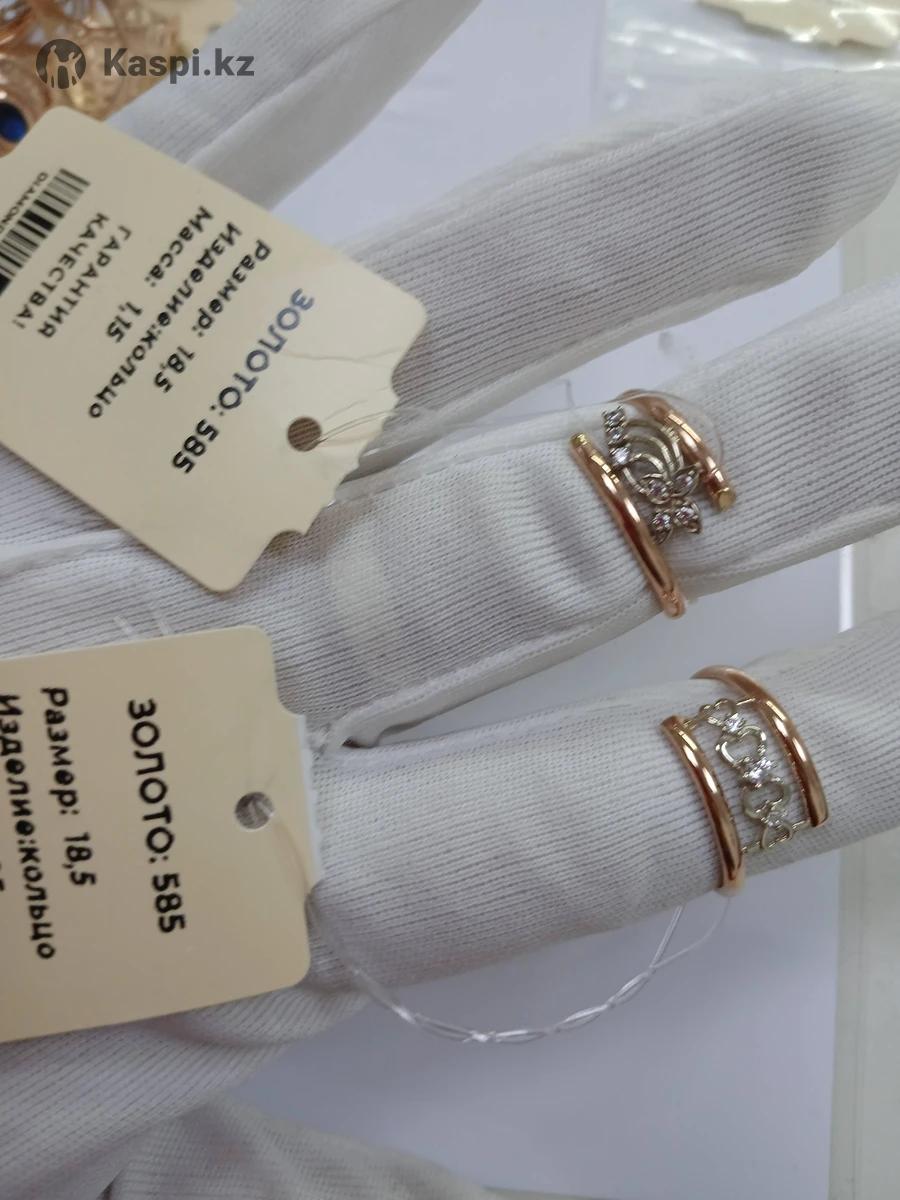 Kaspi.kz
ЗОЛОТО: 585
Размер: 18,5
Изделие:кольцо
Масса: 1,15
ГАРАНТИЯ
КАЧЕСТВА!
ЗОЛОТО: 585
Размер: 18,5
Изделие:кольцо